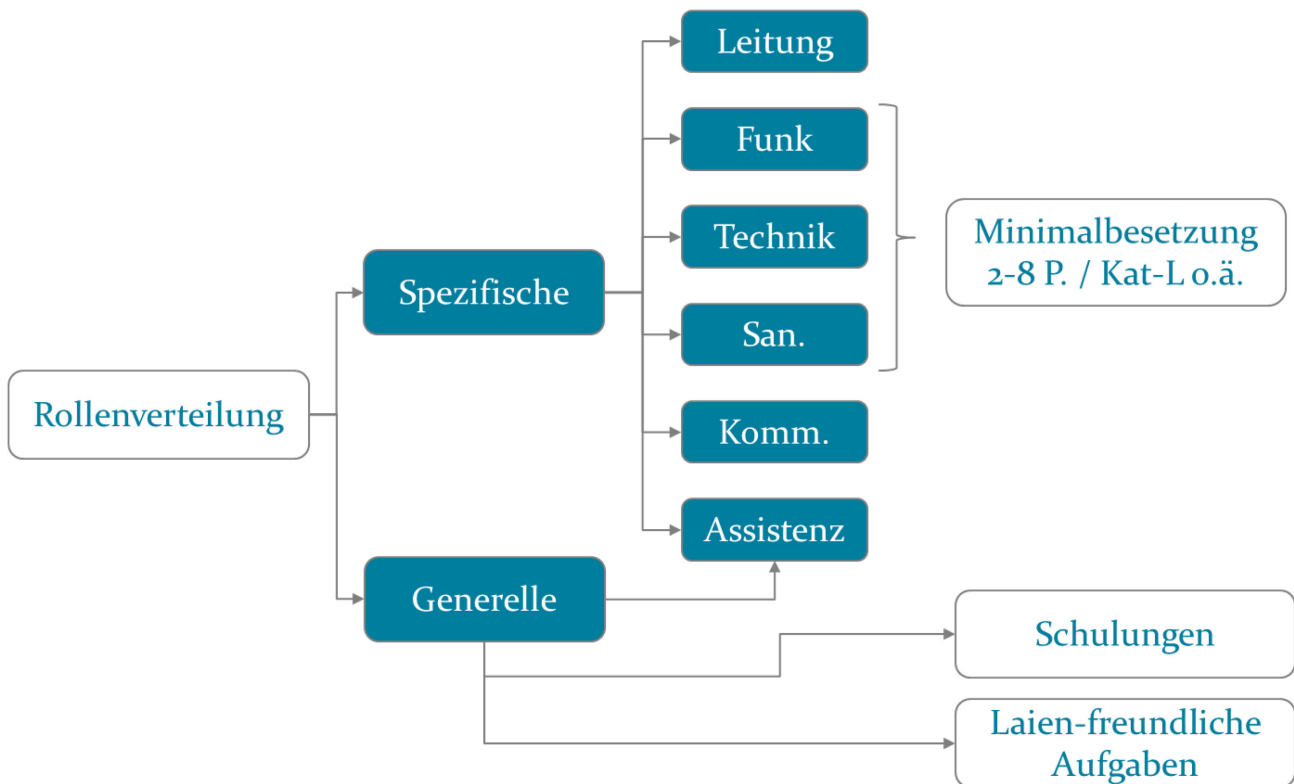 Leitung
Funk
Technik
Minimalbesetzung
2-8 P. / Kat-L o.ä.
Spezifische
San.
Rollenverteilung
Komm.
Assistenz
Generelle
Schulungen
Laien-freundliche
Aufgaben